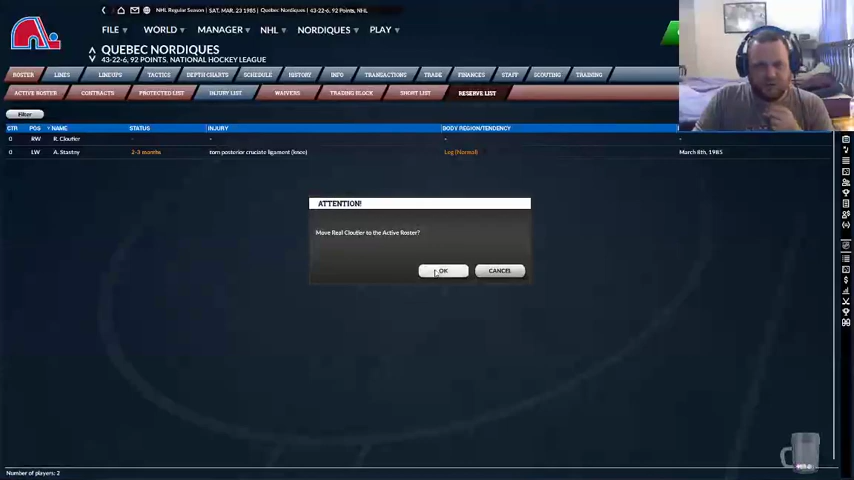 NHL Regular Season | SAT, MAR. 23 1985 | Quebec Nordiques | 43-22-6, 92 Points, NHL
FILE WORLD MANAGER NHL NORDIQUES PLAY
QUEBEC NORDIQUES
43-22-6, 92 POINTS, NATIONAL HOCKEY LEAGUE
ROSTER LINES LINEUPS TACTICS DEPTH CHARTS SCHEDULE HISTORY INFO TRANSACTIONS TRADE FINANCES STAFF SCOUTING TRAINING
ACTIVE ROSTER CONTRACTS PROTECTED LIST INJURY LIST WAIVERS TRADING BLOCK SHORT LIST RESERVE LIST
Filter
CTR POS NAME STATUS INJURY BODY REGION/TENDENCY
0 RW R. Cloutier - - - -
0 LW A. Stastny 2-3 months torn posterior cruciate ligament (knee) Leg (Normal) March 8th, 1985
ATTENTION!
Move Real Cloutier to the Active Roster?
OK CANCEL
Number of players: 2